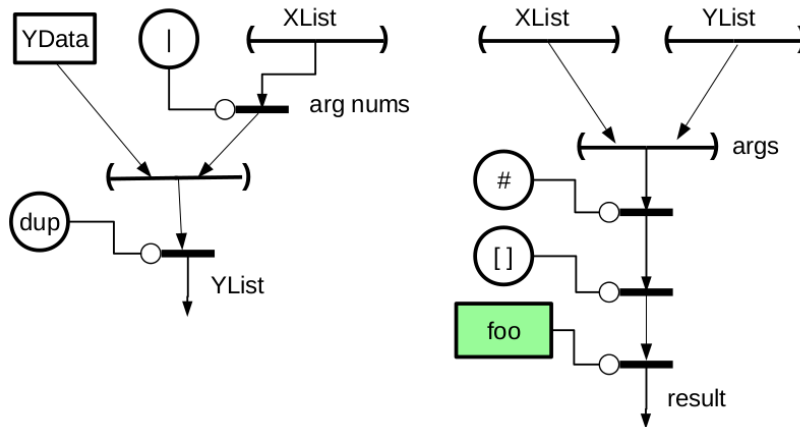 YData
|
XList
arg nums
dup
YList
XList
YList
args
#
[ ]
foo
result